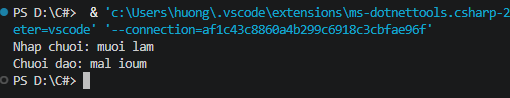 PS D:\C#>  & 'c:\Users\huong\.vscode\extensions\ms-dotnettools.csharp-2
eter=vscode' '--connection=af1c43c8860a4b299c6918c3cbfae96f'
Nhap chuoi: muoi lam
Chuoi dao: mal ioum
PS D:\C#>